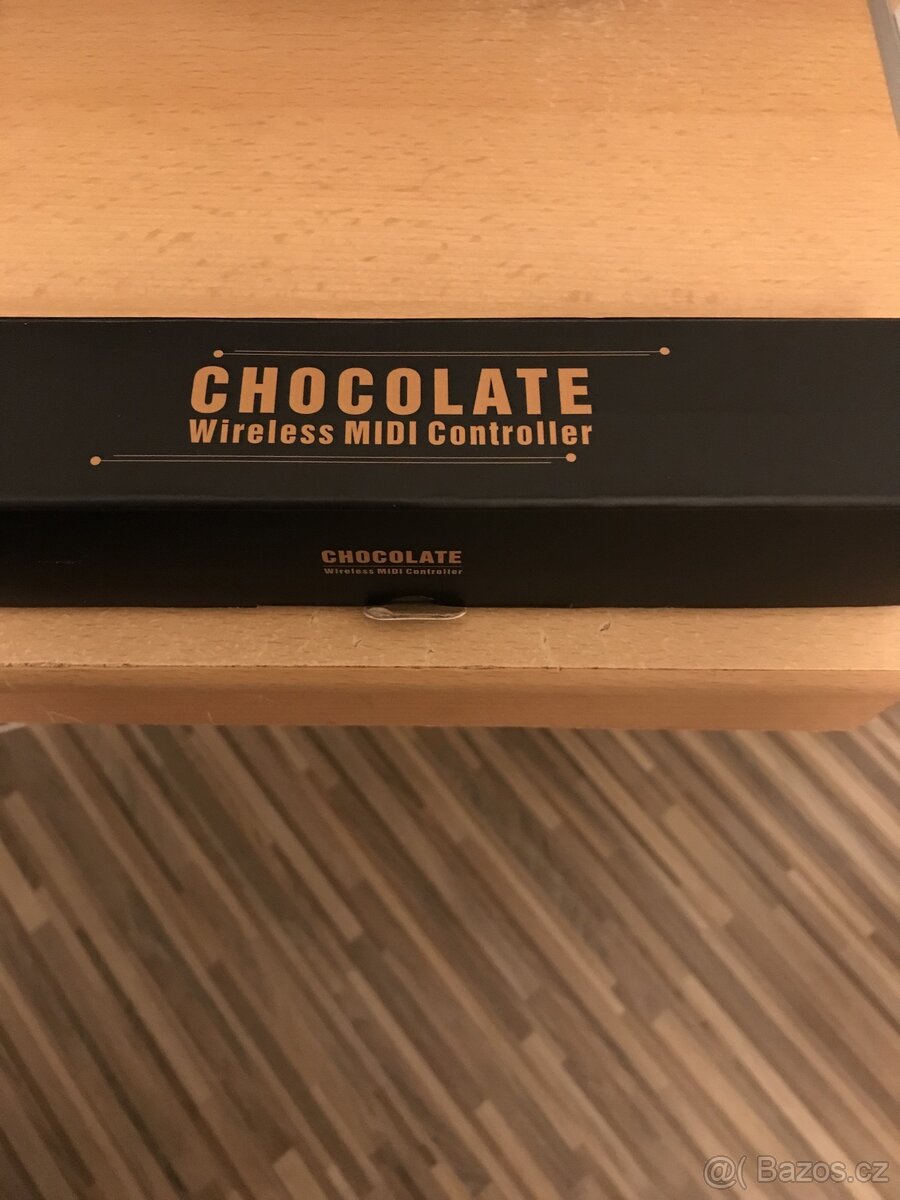 CHOCOLATE
Wireless MIDI Controller
CHOCOLATE
Wireless MIDI Controller
@( Bazos.cz